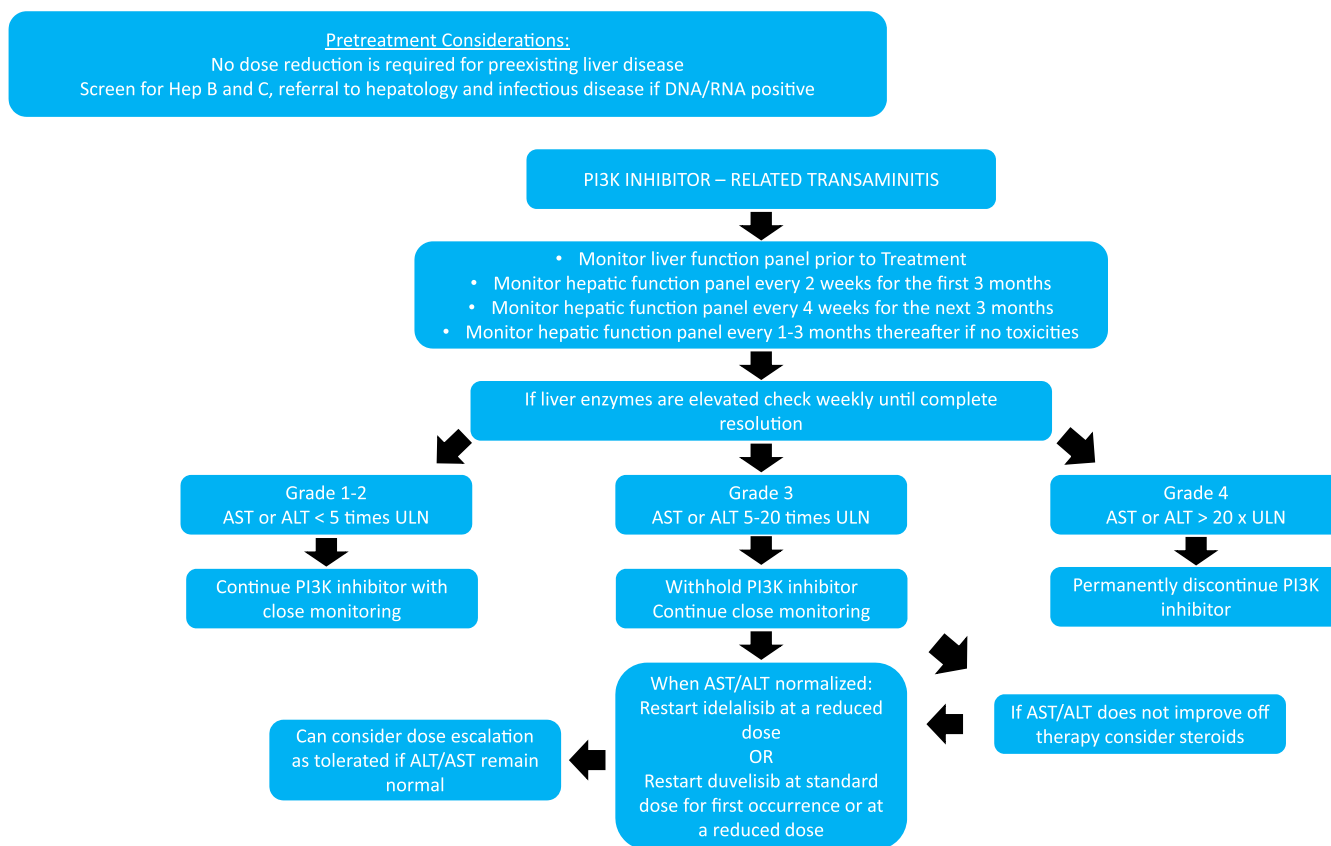 Pretreatment Considerations:
No dose reduction is required for preexisting liver disease
Screen for Hep B and C, referral to hepatology and infectious disease if DNA/RNA positive
PI3K INHIBITOR – RELATED TRANSAMINITIS
• Monitor liver function panel prior to Treatment
• Monitor hepatic function panel every 2 weeks for the first 3 months
• Monitor hepatic function panel every 4 weeks for the next 3 months
• Monitor hepatic function panel every 1-3 months thereafter if no toxicities
If liver enzymes are elevated check weekly until complete
resolution
Grade 1-2
AST or ALT < 5 times ULN
Grade 3
AST or ALT 5-20 times ULN
Grade 4
AST or ALT > 20 x ULN
Continue PI3K inhibitor with
close monitoring
Withhold PI3K inhibitor
Continue close monitoring
Permanently discontinue PI3K
inhibitor
When AST/ALT normalized:
Restart idelalisib at a reduced
dose
OR
Restart duvelisib at standard
dose for first occurrence or at
a reduced dose
If AST/ALT does not improve off
therapy consider steroids
Can consider dose escalation
as tolerated if ALT/AST remain
normal